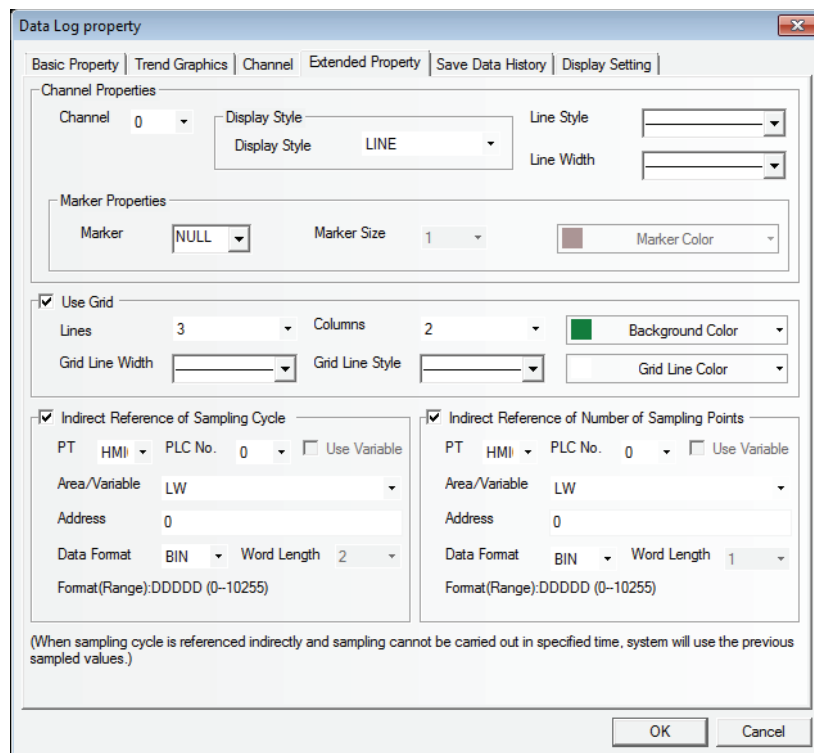 Data Log property
Basic Property Trend Graphics Channel Extended Property Save Data History Display Setting
Channel Properties
Channel 0 Display Style Line Style
Display Style LINE
Line Width
Marker Properties
Marker NULL Marker Size 1 Marker Color
Use Grid
Lines 3 Columns 2 Background Color
Grid Line Width Grid Line Style Grid Line Color
Indirect Reference of Sampling Cycle Indirect Reference of Number of Sampling Points
PT HMI PLC No. 0 Use Variable PT HMI PLC No. 0 Use Variable
Area/Variable LW Area/Variable LW
Address 0 Address 0
Data Format BIN Word Length 2 Data Format BIN Word Length 1
Format(Range):DDDDD (0--10255) Format(Range):DDDDD (0--10255)
(When sampling cycle is referenced indirectly and sampling cannot be carried out in specified time, system will use the previous
sampled values.)
OK Cancel